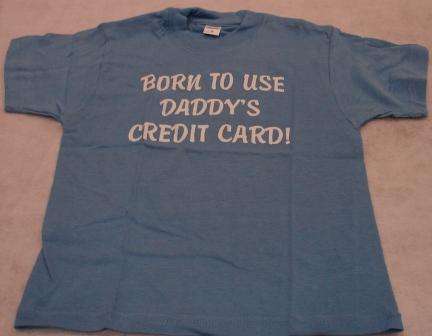 BORN TO USE
DADDY'S
CREDIT CARD!